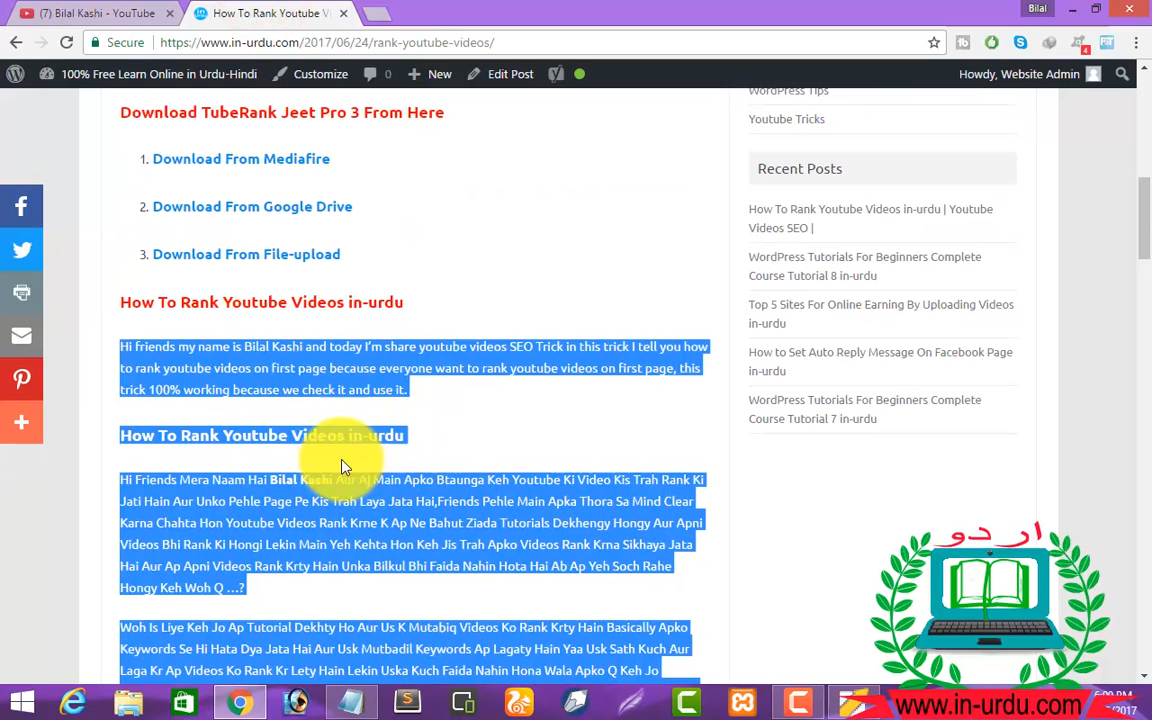 (7) Bilal Kashi - YouTube
How To Rank Youtube V
Bilal
Secure
https://www.in-urdu.com/2017/06/24/rank-youtube-videos/
4
100% Free Learn Online in Urdu-Hindi
Customize
0
New
Edit Post
Howdy, Website Admin
Download TubeRank Jeet Pro 3 From Here
1. Download From Mediafire
2. Download From Google Drive
3. Download From File-upload
How To Rank Youtube Videos in-urdu
Hi friends my name is Bilal Kashi and today I'm share youtube videos SEO Trick in this trick I tell you how
to rank youtube videos on first page because everyone want to rank youtube videos on first page, this
trick 100% working because we check it and use it.
How To Rank Youtube Videos in-urdu
Hi Friends Mera Naam Hai Bilal Kashi Aur Aj Main Apko Btaunga Keh Youtube Ki Video Kis Trah Rank Ki
Jati Hain Aur Unko Pehle Page Pe Kis Trah Laya Jata Hai,Friends Pehle Main Apka Thora Sa Mind Clear
Karna Chahta Hon Youtube Videos Rank Krne K Ap Ne Bahut Ziada Tutorials Dekhengy Hongy Aur Apni
Videos Bhi Rank Ki Hongi Lekin Main Yeh Kehta Hon Keh Jis Trah Apko Videos Rank Krna Sikhaya Jata
Hai Aur Ap Apni Videos Rank Krty Hain Unka Bilkul Bhi Faida Nahin Hota Hai Ab Ap Yeh Soch Rahe
Hongy Keh Woh Q …?
Woh Is Liye Keh Jo Ap Tutorial Dekhty Ho Aur Us K Mutabiq Videos Ko Rank Krty Hain Basically Apko
Keywords Se Hi Hata Dya Jata Hai Aur Usk Mutbadil Keywords Ap Lagaty Hain Yaa Usk Sath Kuch Aur
Laga Kr Ap Videos Ko Rank Kr Lety Hain Lekin Uska Kuch Faida Nahin Hona Wala Apko Q Keh Jo
WordPress Tips
Youtube Tricks
Recent Posts
How To Rank Youtube Videos in-urdu | Youtube
Videos SEO |
WordPress Tutorials For Beginners Complete
Course Tutorial 8 in-urdu
Top 5 Sites For Online Earning By Uploading Videos
in-urdu
How to Set Auto Reply Message On Facebook Page
in-urdu
WordPress Tutorials For Beginners Complete
Course Tutorial 7 in-urdu
اردو
www.in-urdu.com